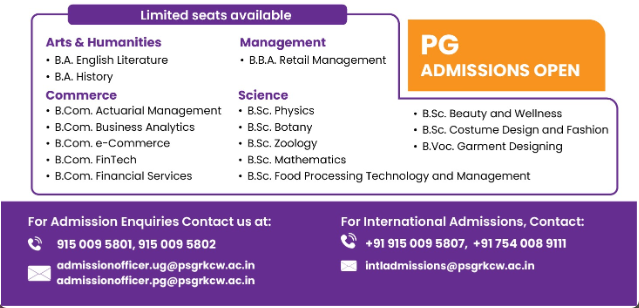 Limited seats available
Arts & Humanities
• B.A. English Literature
• B.A. History
Management
• B.B.A. Retail Management
PG
ADMISSIONS OPEN
Commerce
• B.Com. Actuarial Management
• B.Com. Business Analytics
• B.Com. e-Commerce
• B.Com. FinTech
• B.Com. Financial Services
Science
• B.Sc. Physics
• B.Sc. Botany
• B.Sc. Zoology
• B.Sc. Mathematics
• B.Sc. Food Processing Technology and Management
• B.Sc. Beauty and Wellness
• B.Sc. Costume Design and Fashion
• B.Voc. Garment Designing
For Admission Enquiries Contact us at:
915 009 5801, 915 009 5802
admissionofficer.ug@psgrkcw.ac.in
admissionofficer.pg@psgrkcw.ac.in
For International Admissions, Contact:
+91 915 009 5807, +91 754 008 9111
intladmissions@psgrkcw.ac.in